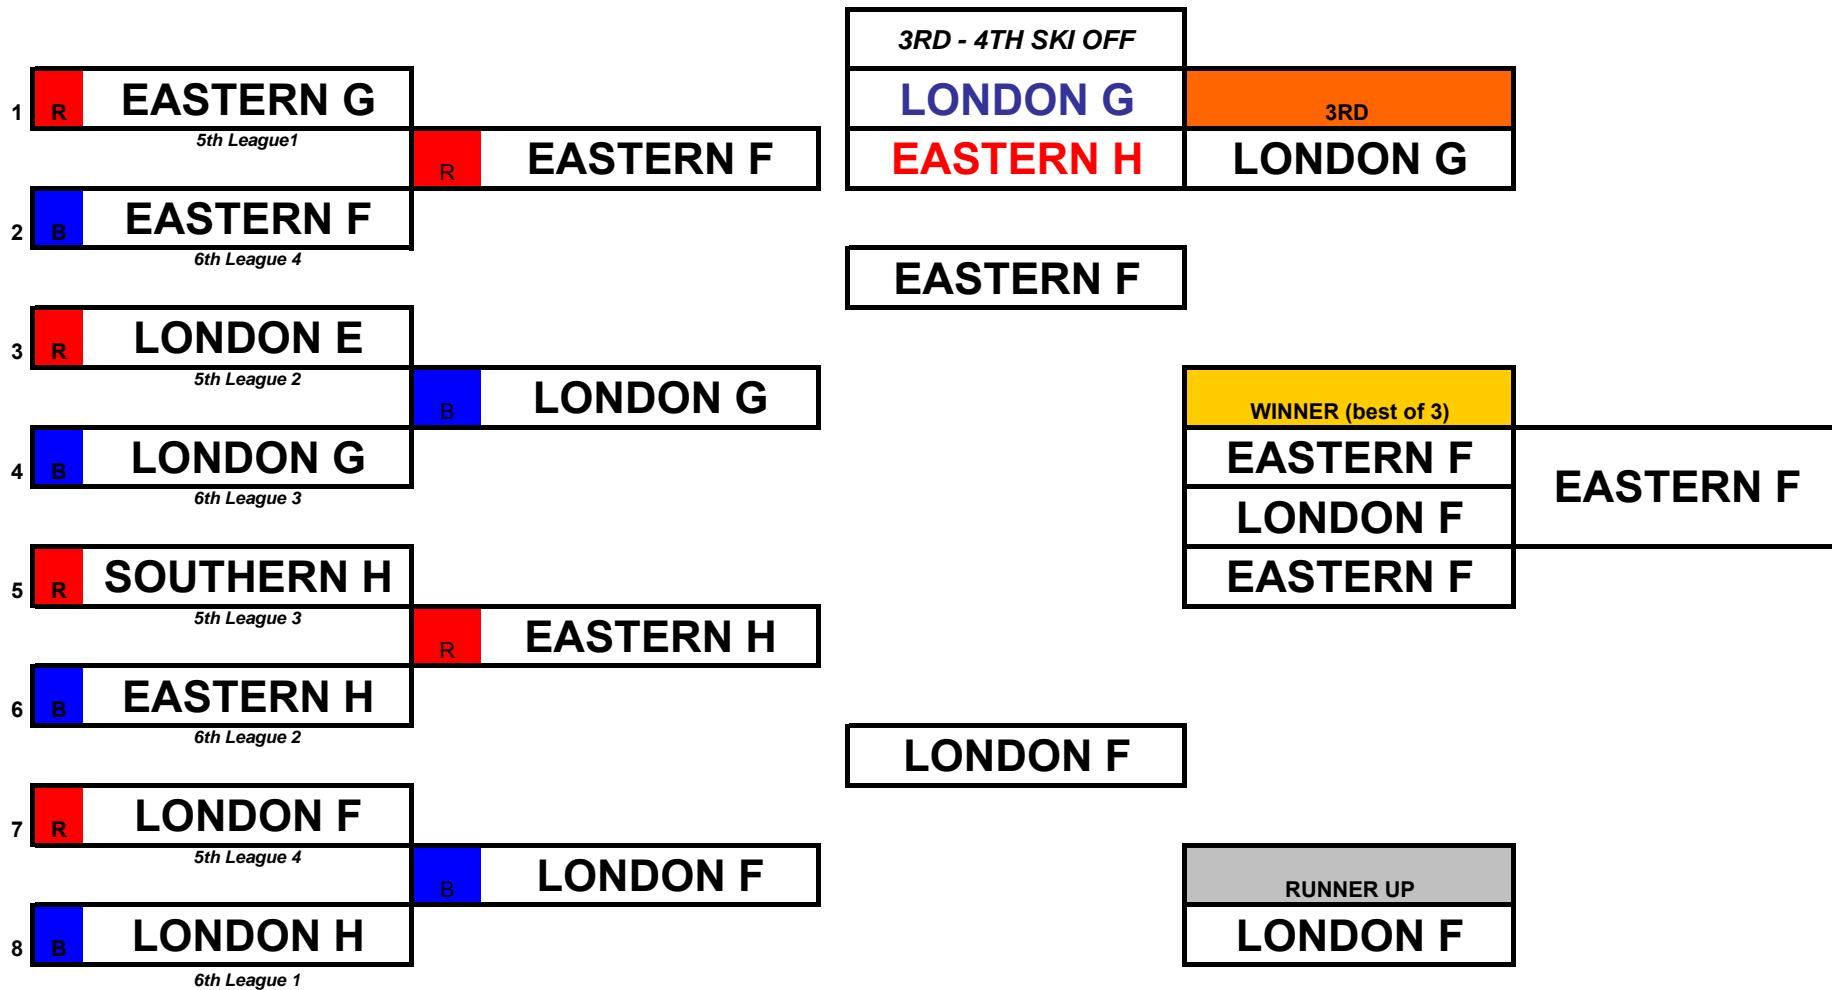 3RD - 4TH SKI OFF
1 R EASTERN G LONDON G 3RD
5th League1
R EASTERN F EASTERN H LONDON G
2 B EASTERN F
6th League 4
EASTERN F
3 R LONDON E
5th League 2
B LONDON G WINNER (best of 3)
4 B LONDON G EASTERN F
EASTERN F
6th League 3
LONDON F
5 R SOUTHERN H EASTERN F
5th League 3
R EASTERN H
6 B EASTERN H
6th League 2
LONDON F
7 R LONDON F
5th League 4
B LONDON F RUNNER UP
8 B LONDON H LONDON F
6th League 1